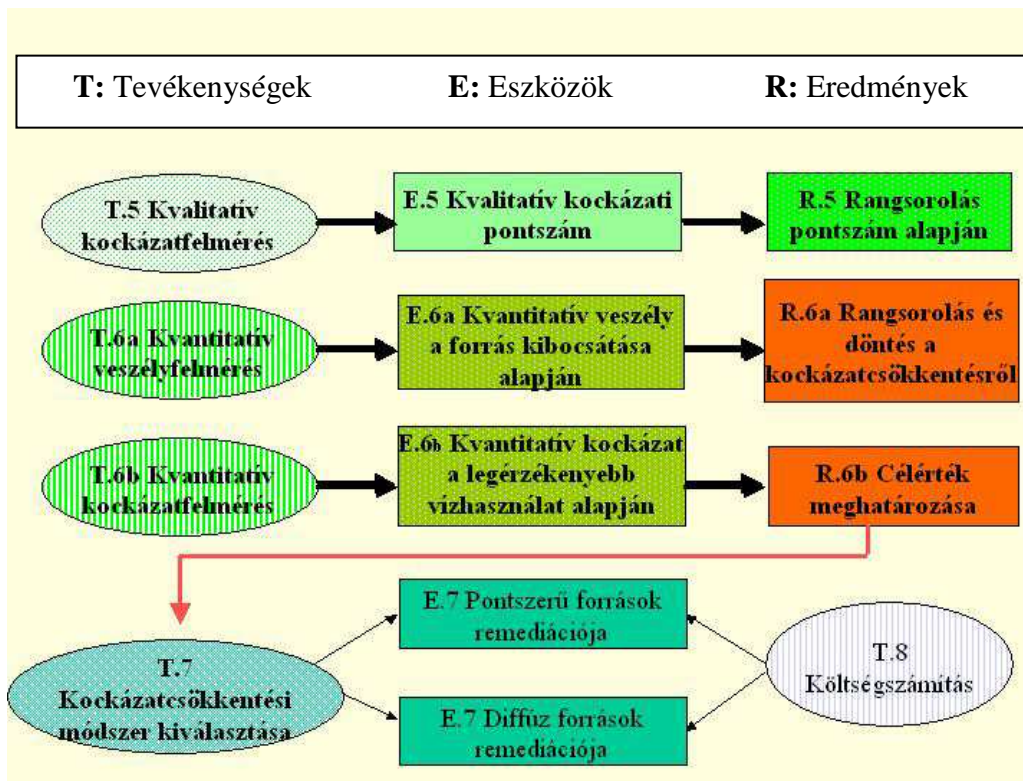 T: Tevékenységek E: Eszközök R: Eredmények
T.5 Kvalitatív
kockázatfelmérés
E.5 Kvalitatív kockázati
pontszám
R.5 Rangsorolás
pontszám alapján
T.6a Kvantitatív
veszélyfelmérés
E.6a Kvantitatív veszély
a forrás kibocsátása
alapján
R.6a Rangsorolás és
döntés a
kockázatcsökkentésről
T.6b Kvantitatív
kockázatfelmérés
E.6b Kvantitatív kockázat
a legérzékenyebb
vízhasználat alapján
R.6b Célérték
meghatározása
T.7
Kockázatcsökkentési
módszer kiválasztása
E.7 Pontszerű források
remediációja
E.7 Diffúz források
remediációja
T.8
Költségszámítás